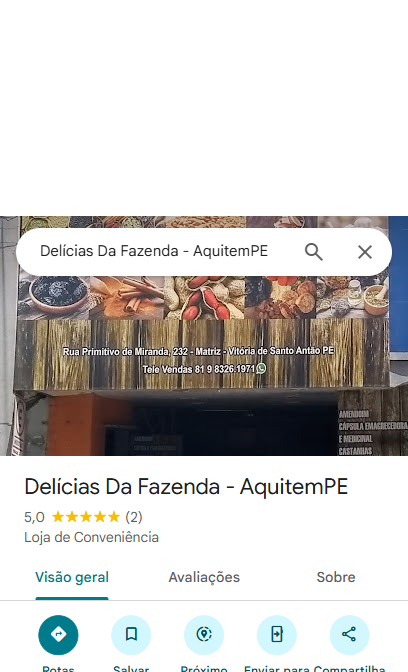 Delícias Da Fazenda - AquitemPE
Rua Primitivo de Miranda, 232 - Matriz - Vitória de Santo Antão PE
Tele Vendas 81 9 8326.1971
AMENDOIM
CÁPSULA EMAGRECEDORA
E MEDICINAL
CASTANHAS
Delícias Da Fazenda - AquitemPE
5,0 ★★★★★ (2)
Loja de Conveniência
Visão geral Avaliações Sobre
Rotas Salvar Próximo Enviar para Compartilha